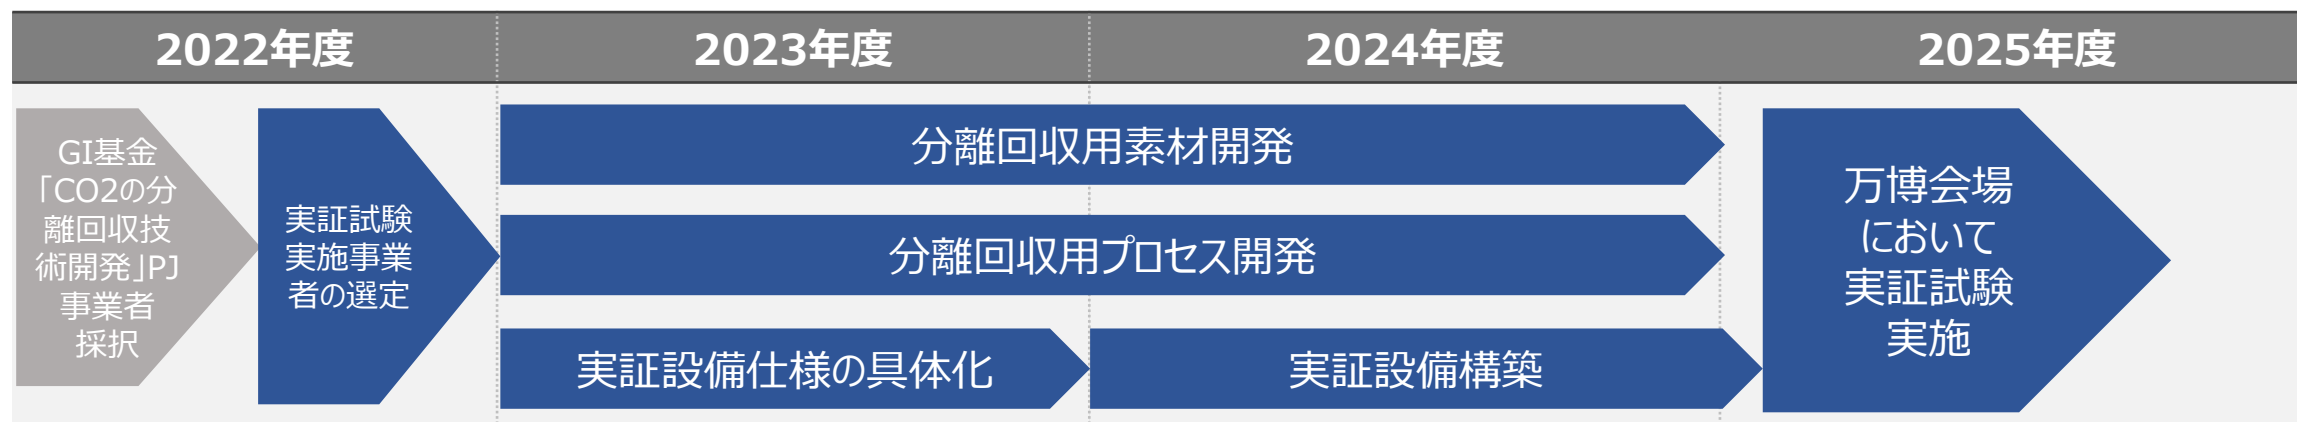 2022年度
2023年度
2024年度
2025年度
GI基金
「CO2の分
離回収技
術開発」PJ
事業者
採択
実証試験
実施事業
者の選定
分離回収用素材開発
分離回収用プロセス開発
実証設備仕様の具体化
実証設備構築
万博会場
において
実証試験
実施